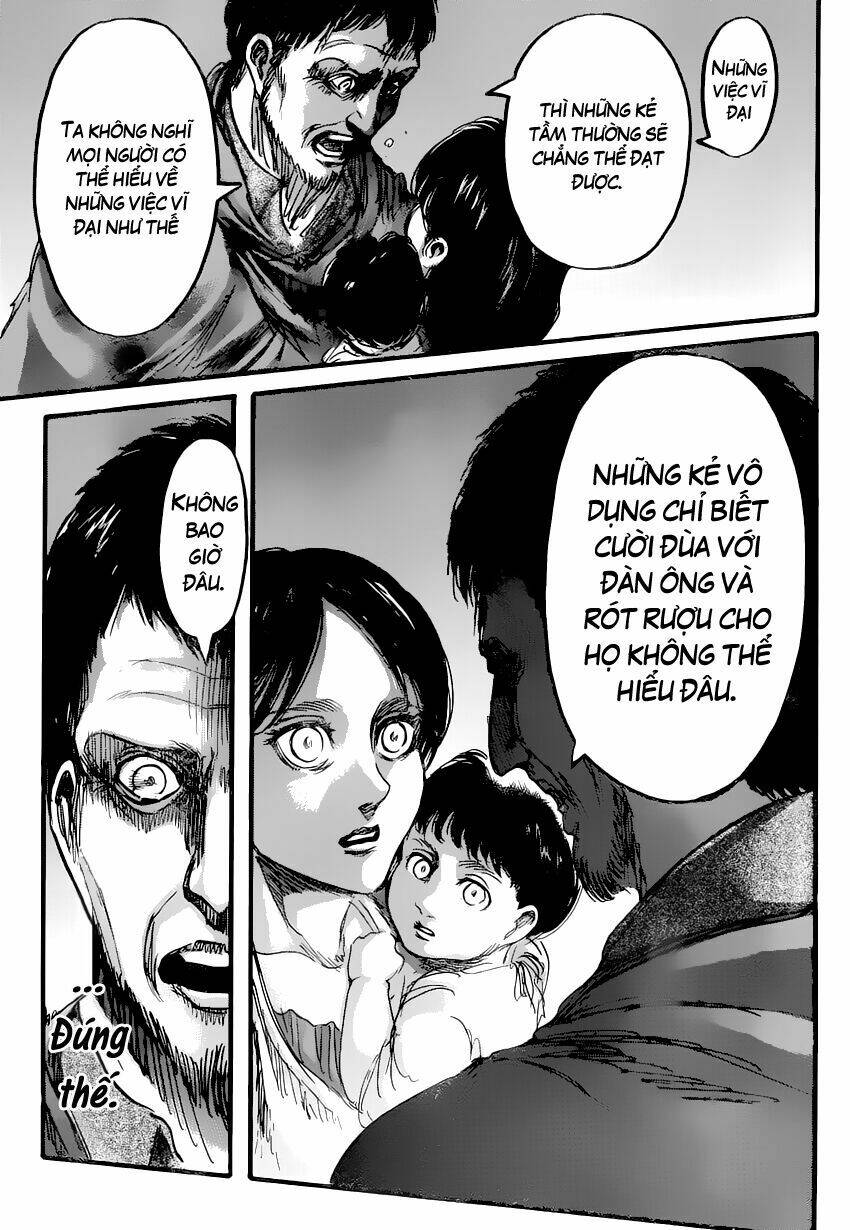 NHỮNG
VIỆC VĨ
ĐẠI
THÌ NHỮNG KẺ
TẦM THƯỜNG SẼ
CHẲNG THỂ ĐẠT
ĐƯỢC.
TA KHÔNG NGHĨ
MỌI NGƯỜI CÓ
THỂ HIỂU VỀ
NHỮNG VIỆC VĨ
ĐẠI NHƯ THẾ
NHỮNG KẺ VÔ
DỤNG CHỈ BIẾT
CƯỜI ĐÙA VỚI
ĐÀN ÔNG VÀ
RÓT RƯỢU CHO
HỌ KHÔNG THỂ
HIỂU ĐÂU.
KHÔNG
BAO
GIỜ
ĐÂU.
...
Đúng
thế.